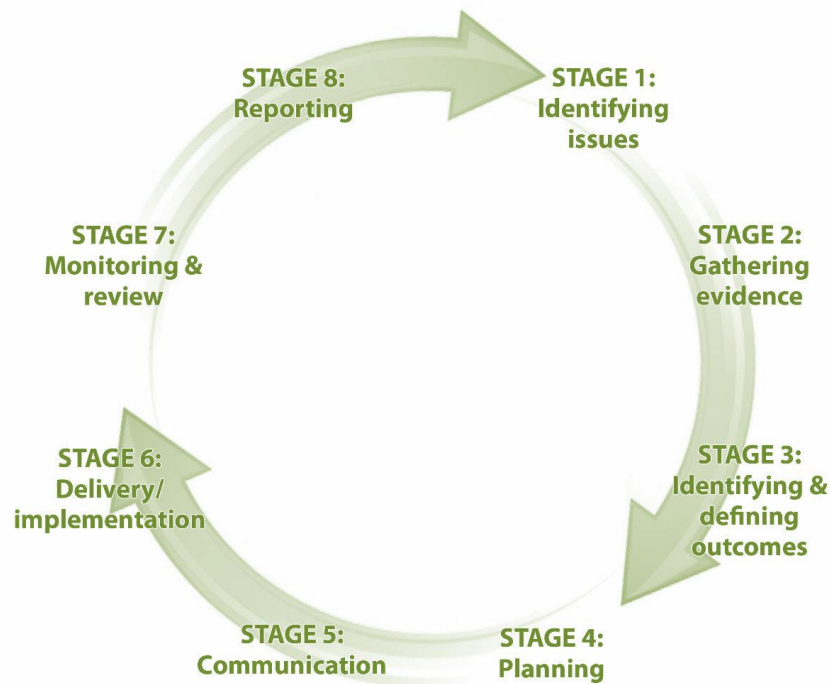 STAGE 1:
Identifying
issues
STAGE 2:
Gathering
evidence
STAGE 3:
Identifying &
defining
outcomes
STAGE 4:
Planning
STAGE 5:
Communication
STAGE 6:
Delivery/
implementation
STAGE 7:
Monitoring &
review
STAGE 8:
Reporting